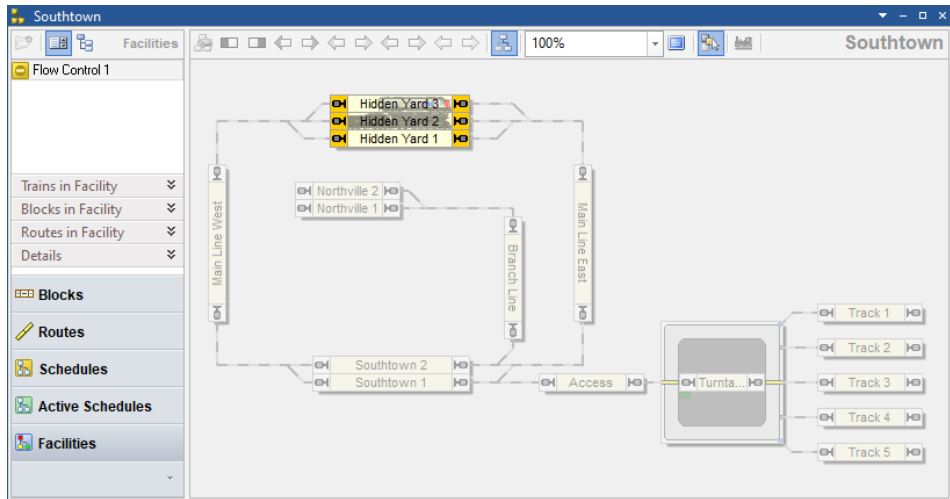 Southtown
Facilities
100%
Southtown
Flow Control 1
Trains in Facility
Blocks in Facility
Routes in Facility
Details
Blocks
Routes
Schedules
Active Schedules
Facilities
Hidden Yard 3
Hidden Yard 2
Hidden Yard 1
Northville 2
Northville 1
Main Line West
Branch Line
Main Line East
Southtown 2
Southtown 1
Access
Turnta...
Track 1
Track 2
Track 3
Track 4
Track 5